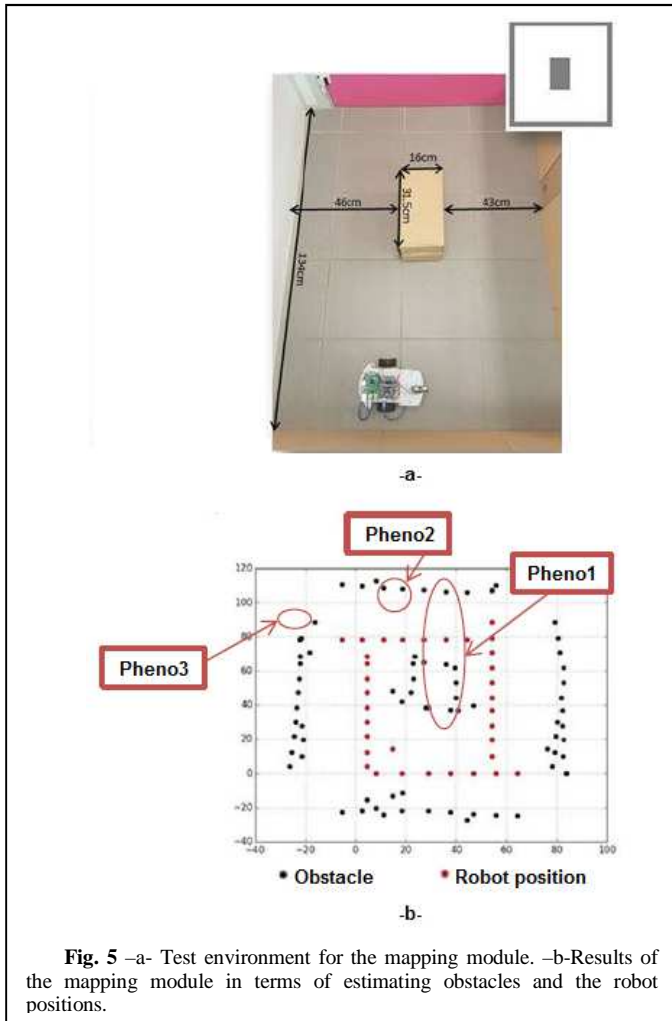 16cm
31.5cm
46cm
43cm
134cm
-a-
Pheno2
Pheno1
Pheno3
120
100
80
60
40
20
0
−20
−40
−40
−20
0
20
40
60
80
100
Obstacle
Robot position
-b-
Fig. 5 –a- Test environment for the mapping module. –b-Results of
the mapping module in terms of estimating obstacles and the robot
positions.